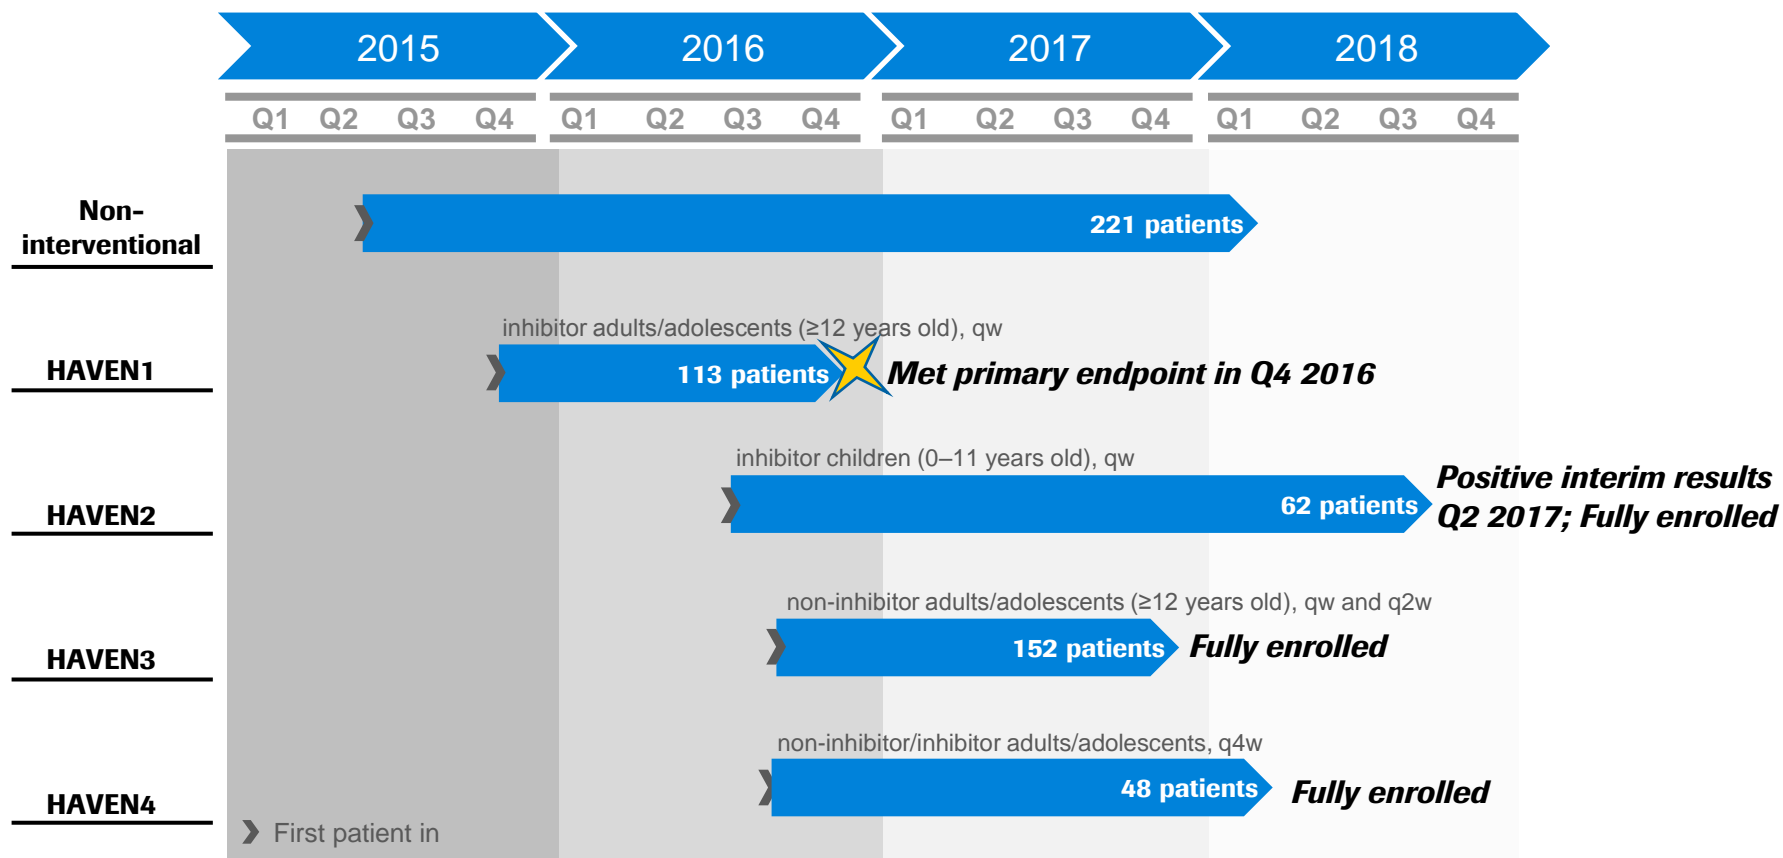 2015 2016 2017 2018
Q1 Q2 Q3 Q4 Q1 Q2 Q3 Q4 Q1 Q2 Q3 Q4 Q1 Q2 Q3 Q4
Non-
interventional
221 patients
inhibitor adults/adolescents (≥12 years old), qw
HAVEN1
113 patients
Met primary endpoint in Q4 2016
inhibitor children (0–11 years old), qw
HAVEN2
62 patients
Positive interim results
Q2 2017; Fully enrolled
non-inhibitor adults/adolescents (≥12 years old), qw and q2w
HAVEN3
152 patients
Fully enrolled
non-inhibitor/inhibitor adults/adolescents, q4w
HAVEN4
48 patients
Fully enrolled
First patient in